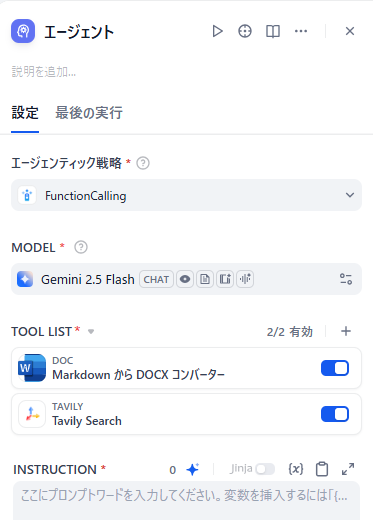 エージェント
説明を追加...
設定 最後の実行
エージェンティック戦略 *
FunctionCalling
MODEL *
Gemini 2.5 Flash CHAT
TOOL LIST * 2/2 有効
DOC
Markdown から DOCX コンバーター
TAVILY
Tavily Search
INSTRUCTION * 0 Jinja {x}
ここにプロンプトワードを入力してください。変数を挿入するには「{...